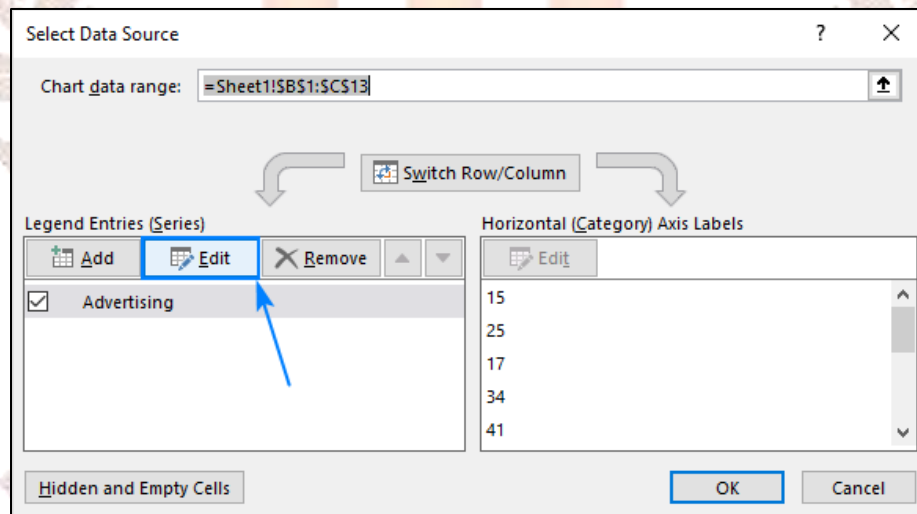 Select Data Source ?
Chart data range: =Sheet1!$B$1:$C$13
Switch Row/Column
Legend Entries (Series)
Add Edit Remove
Advertising
Horizontal (Category) Axis Labels
Edit
15
25
17
34
41
Hidden and Empty Cells
OK Cancel